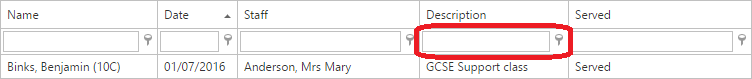 Name Date Staff Description Served
Binks, Benjamin (10C) 01/07/2016 Anderson, Mrs Mary GCSE Support class Served